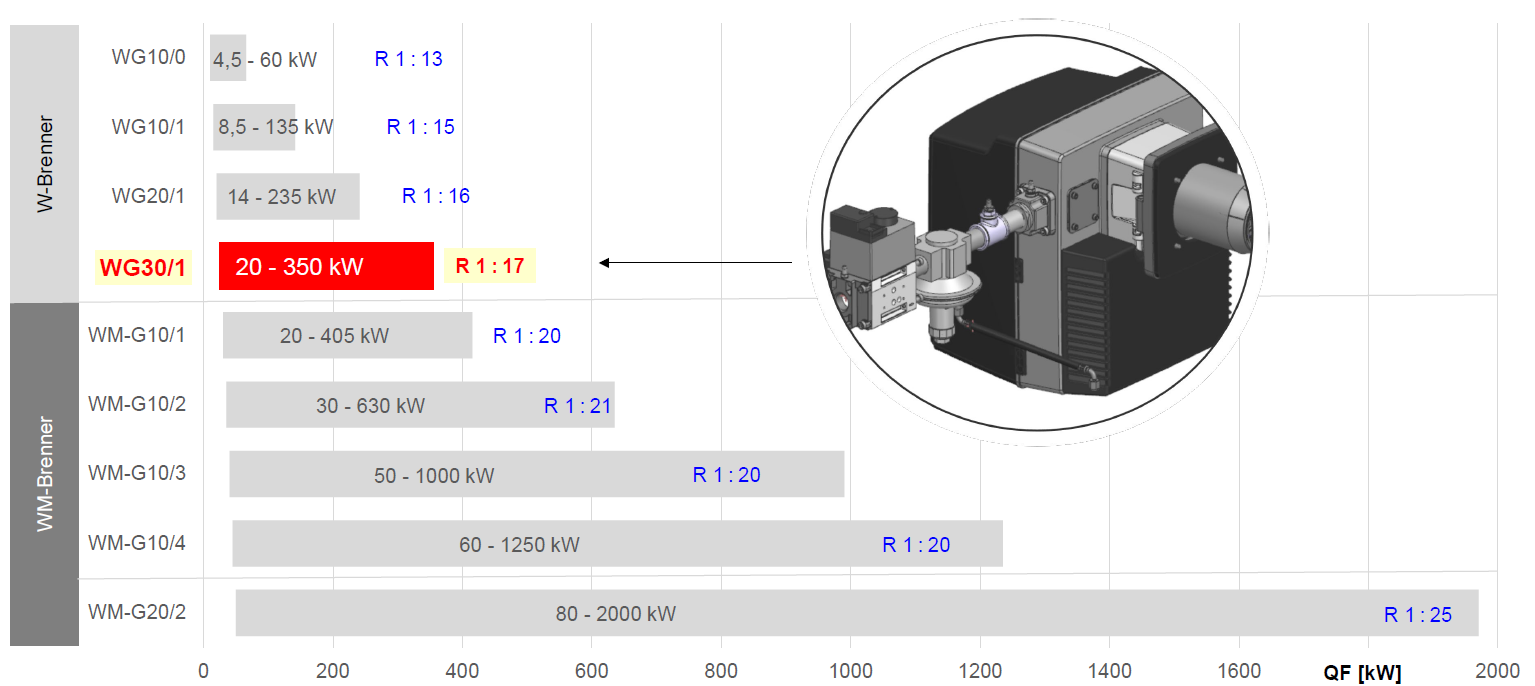 W-Brenner
WG10/0 4,5 - 60 kW R 1 : 13
WG10/1 8,5 - 135 kW R 1 : 15
WG20/1 14 - 235 kW R 1 : 16
WG30/1 20 - 350 kW R 1 : 17
WM-Brenner
WM-G10/1 20 - 405 kW R 1 : 20
WM-G10/2 30 - 630 kW R 1 : 21
WM-G10/3 50 - 1000 kW R 1 : 20
WM-G10/4 60 - 1250 kW R 1 : 20
WM-G20/2 80 - 2000 kW R 1 : 25
0 200 400 600 800 1000 1200 1400 1600 QF [kW] 2000